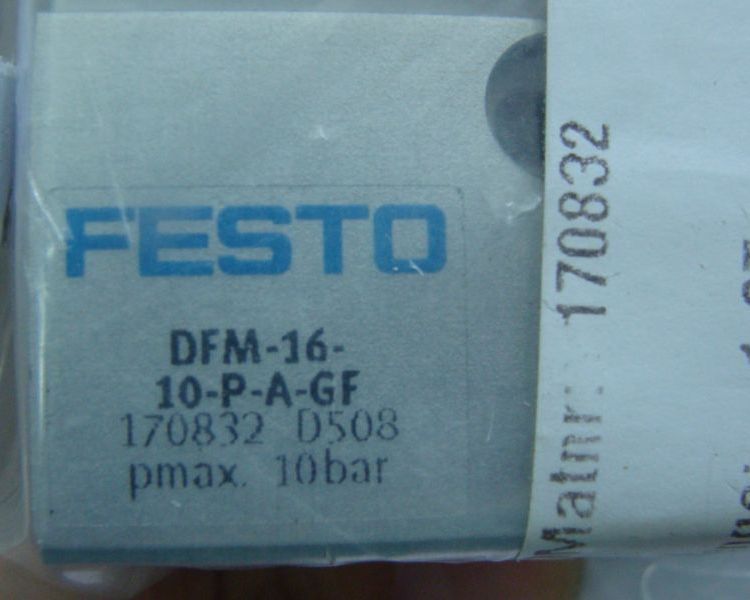 FESTO
DFM-16-
10-P-A-GF
170832 D508
pmax. 10bar
Matnr: 170832